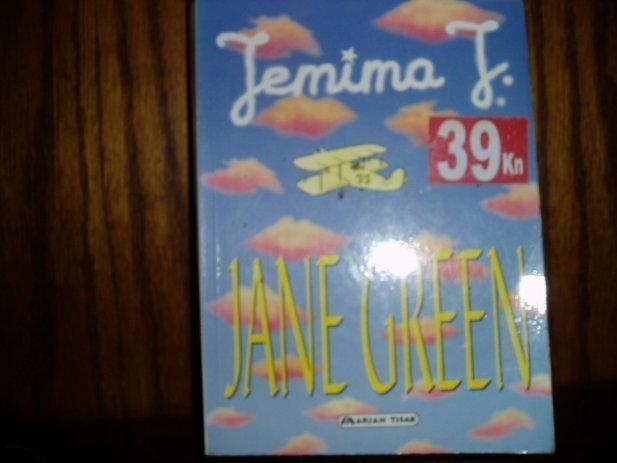 Jemima J.
39 Kn
JANE GREEN
MARJAN TISAK